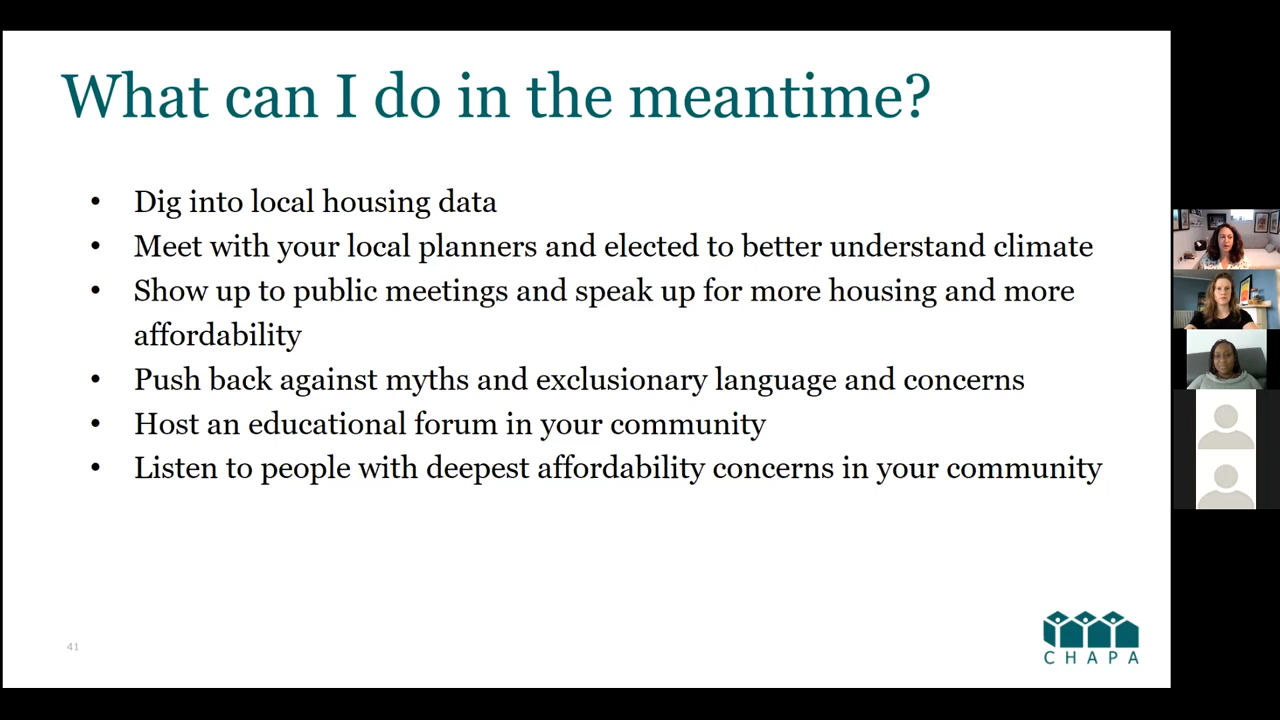 What can I do in the meantime?
• Dig into local housing data
• Meet with your local planners and elected to better understand climate
• Show up to public meetings and speak up for more housing and more
affordability
• Push back against myths and exclusionary language and concerns
• Host an educational forum in your community
• Listen to people with deepest affordability concerns in your community
41
CHAPA